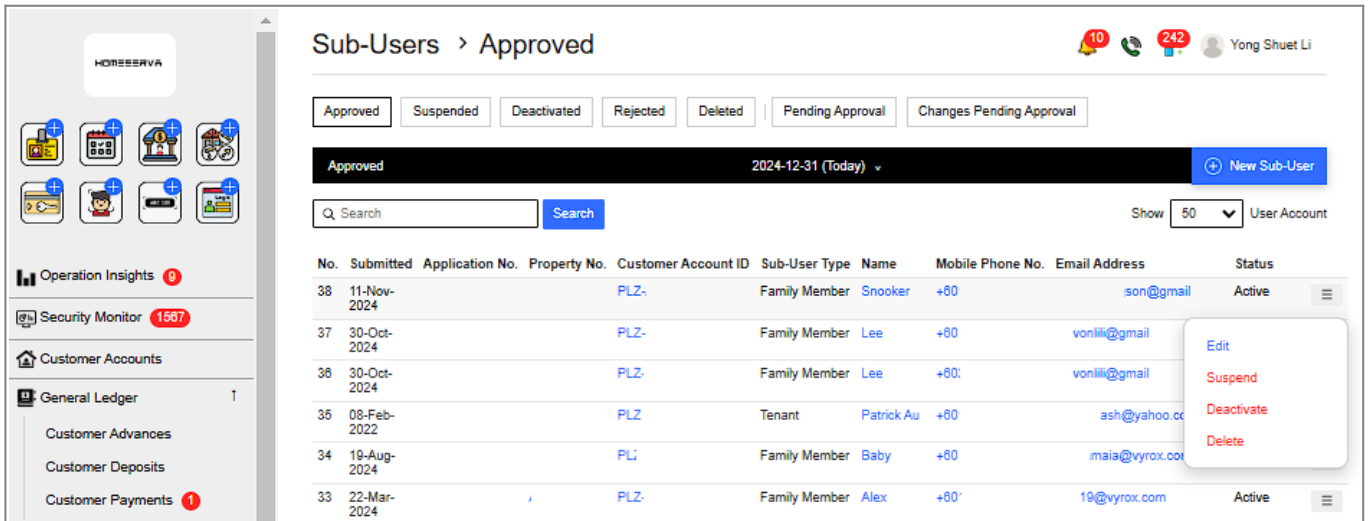 Sub-Users > Approved
10
242
Yong Shuet Li
HOMESERVA
Approved Suspended Deactivated Rejected Deleted Pending Approval Changes Pending Approval
Approved 2024-12-31 (Today) New Sub-User
Search Search Show 50 User Account
Operation Insights 9
Security Monitor 1567
Customer Accounts
General Ledger ↑
Customer Advances
Customer Deposits
Customer Payments 1
No. Submitted Application No. Property No. Customer Account ID Sub-User Type Name Mobile Phone No. Email Address Status
38 11-Nov-2024 PLZ- Family Member Snooker +60 son@gmail Active
37 30-Oct-2024 PLZ- Family Member Lee +60 vonlili@gmail
36 30-Oct-2024 PLZ- Family Member Lee +60 vonlili@gmail
35 08-Feb-2022 PLZ Tenant Patrick Au +60 ash@yahoo.co
34 19-Aug-2024 Family Member Baby +60 maia@vyrox.com
33 22-Mar-2024 PLZ- Family Member Alex +60 19@vyrox.com Active
Edit
Suspend
Deactivate
Delete